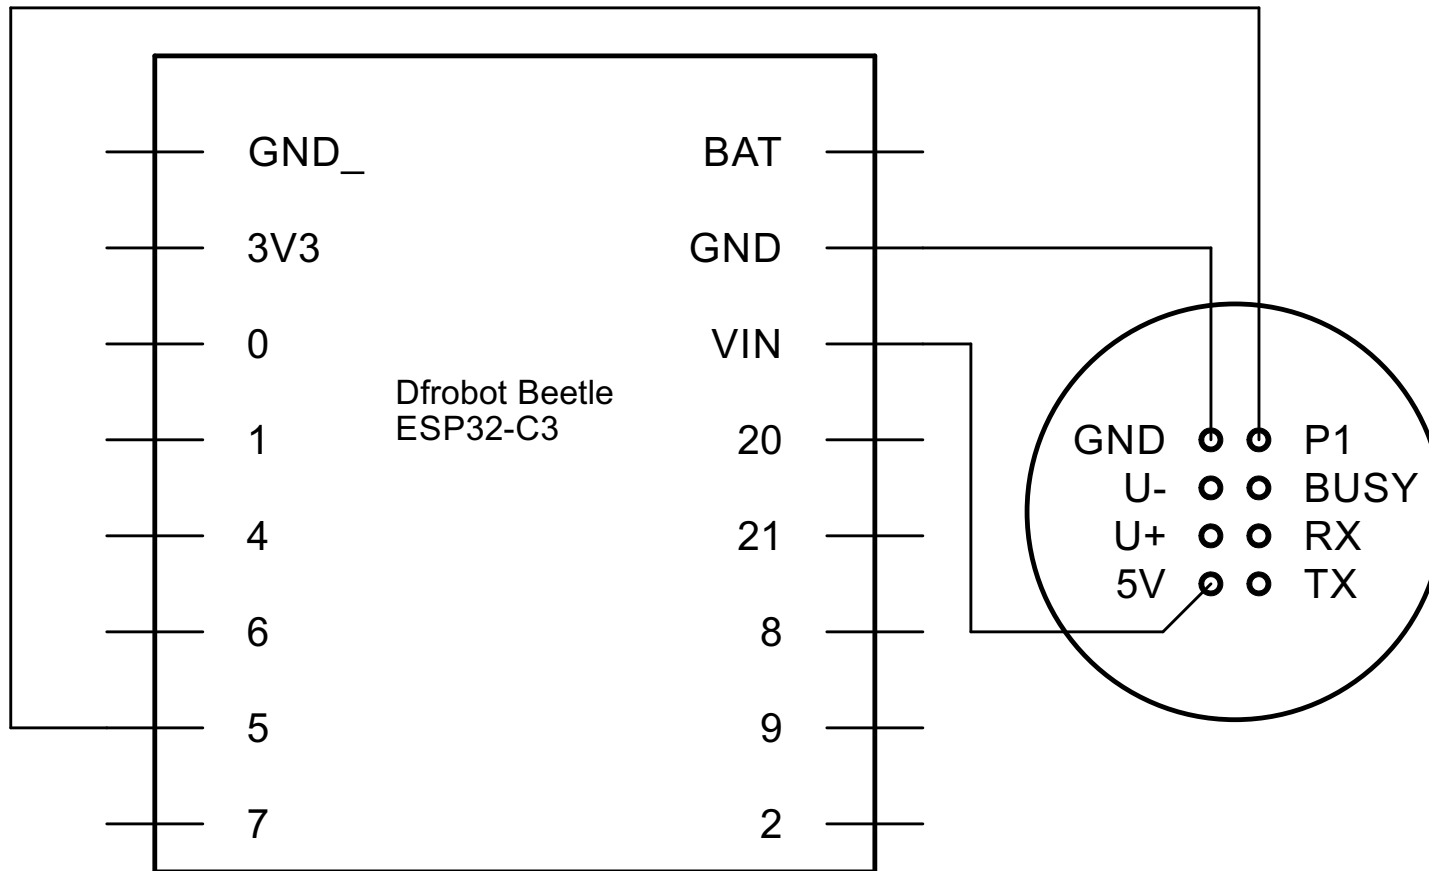 GND_ BAT
3V3 GND
0 VIN
Dfrobot Beetle
ESP32-C3
1 20
4 21
6 8
5 9
7 2
GND P1
U- BUSY
U+ RX
5V TX